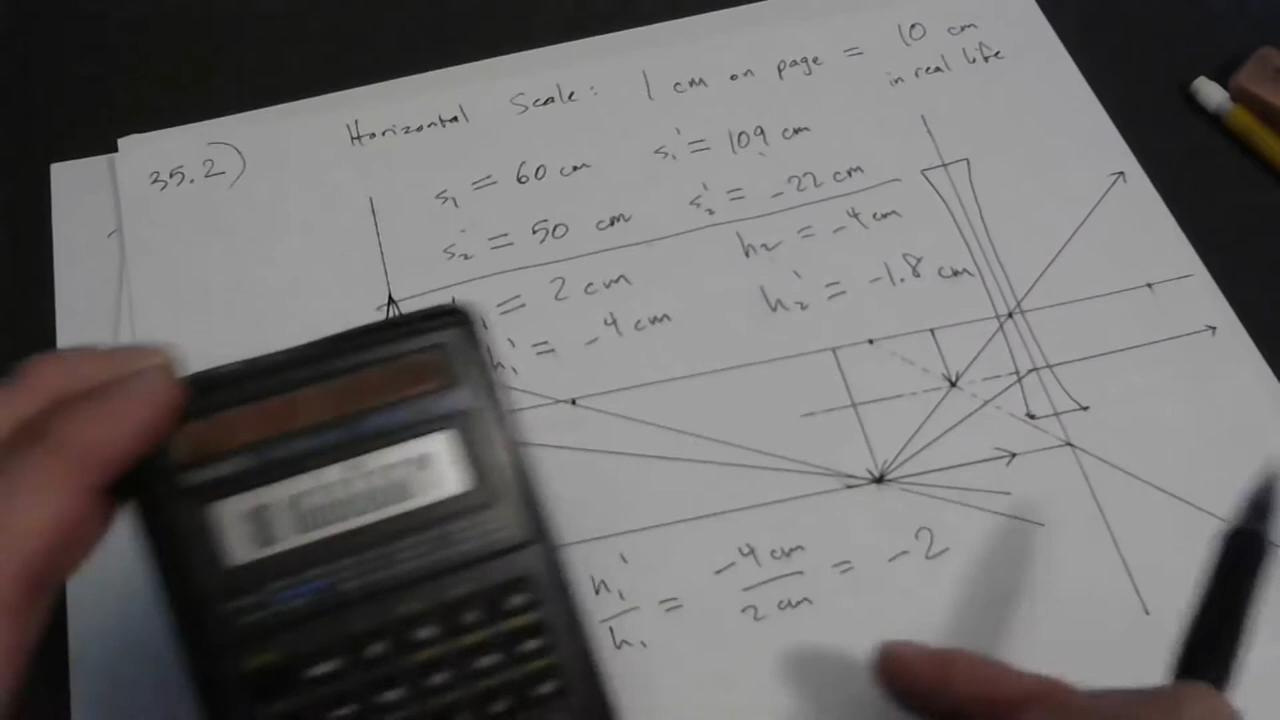 Horizontal Scale: 1 cm on page = 10 cm
in real life
35.2)
s₁ = 60 cm s₁' = 109 cm
s₂ = 50 cm s₂' = -22 cm
= 2 cm h₂ = -4 cm
h₁' = -4 cm h₂' = -1.8 cm
h₁'/h₁ = -4 cm/2 cm = -2